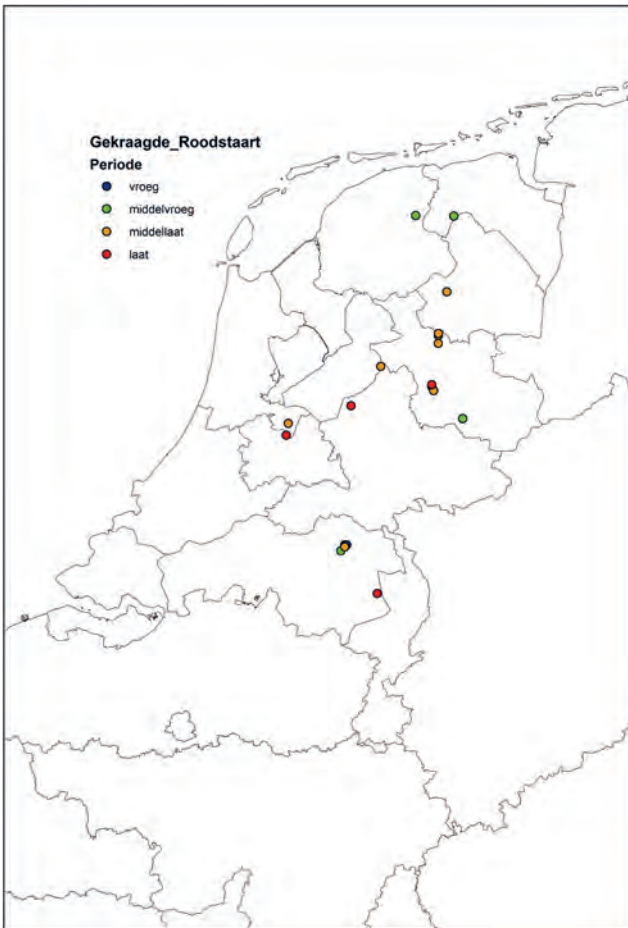 Gekraagde_Roodstaart
Periode
vroeg
middelvroeg
middellaat
laat